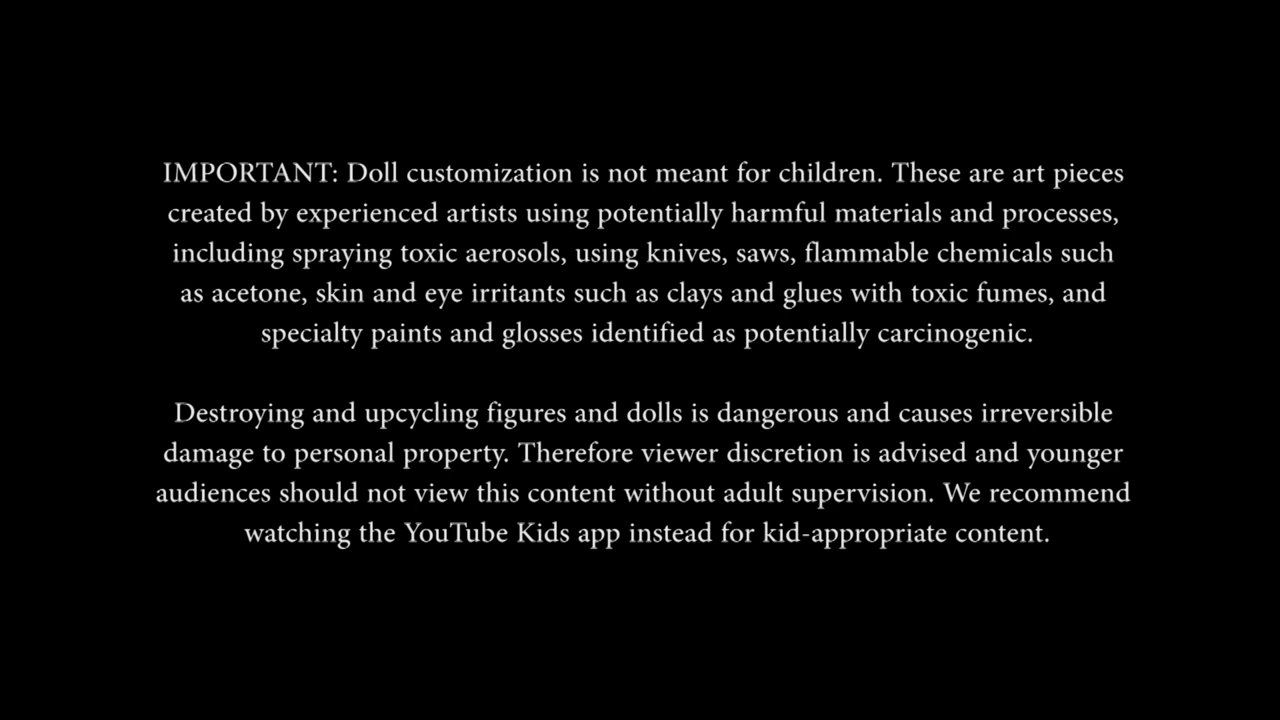 IMPORTANT: Doll customization is not meant for children. These are art pieces
created by experienced artists using potentially harmful materials and processes,
including spraying toxic aerosols, using knives, saws, flammable chemicals such
as acetone, skin and eye irritants such as clays and glues with toxic fumes, and
specialty paints and glosses identified as potentially carcinogenic.
Destroying and upcycling figures and dolls is dangerous and causes irreversible
damage to personal property. Therefore viewer discretion is advised and younger
audiences should not view this content without adult supervision. We recommend
watching the YouTube Kids app instead for kid-appropriate content.